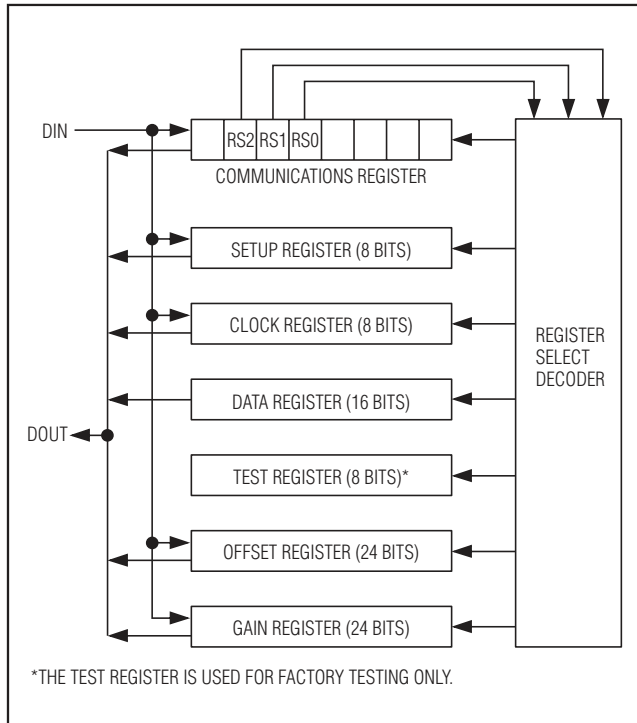 DIN
RS2 RS1 RS0
COMMUNICATIONS REGISTER
SETUP REGISTER (8 BITS)
CLOCK REGISTER (8 BITS)
DATA REGISTER (16 BITS)
DOUT
TEST REGISTER (8 BITS)*
OFFSET REGISTER (24 BITS)
GAIN REGISTER (24 BITS)
REGISTER
SELECT
DECODER
*THE TEST REGISTER IS USED FOR FACTORY TESTING ONLY.